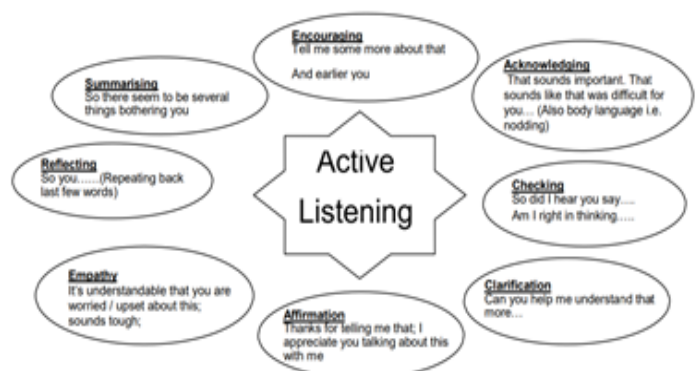 Encouraging
Tell me some more about that
And earlier you
Acknowledging
That sounds important. That
sounds like that was difficult for
you… (Also body language i.e.
nodding)
Summarising
So there seem to be several
things bothering you
Active
Listening
Reflecting
So you……(Repeating back
last few words)
Checking
So did I hear you say….
Am I right in thinking…..
Empathy
It's understandable that you are
worried / upset about this;
sounds tough;
Clarification
Can you help me understand that
more…
Affirmation
Thanks for telling me that; I
appreciate you talking about this
with me